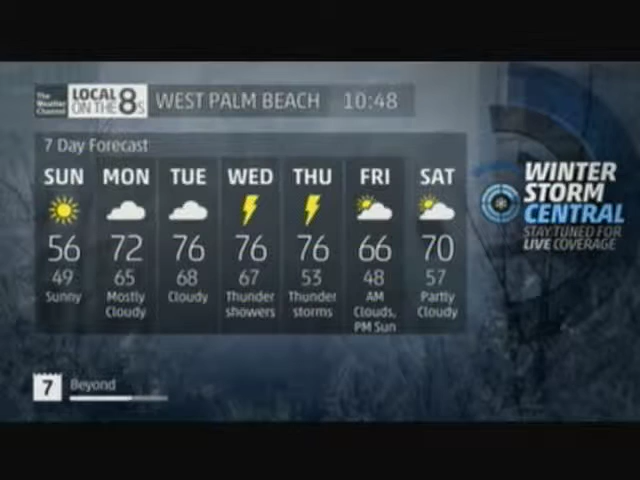 The Weather Channel
LOCAL ON THE 8s
WEST PALM BEACH 10:48
7 Day Forecast
SUN MON TUE WED THU FRI SAT
56 72 76 76 76 66 70
49 65 68 67 53 48 57
Sunny Mostly Cloudy Cloudy Thunder showers Thunder storms AM Clouds, PM Sun Partly Cloudy
WINTER
STORM
CENTRAL
STAY TUNED FOR
LIVE COVERAGE
7 Beyond